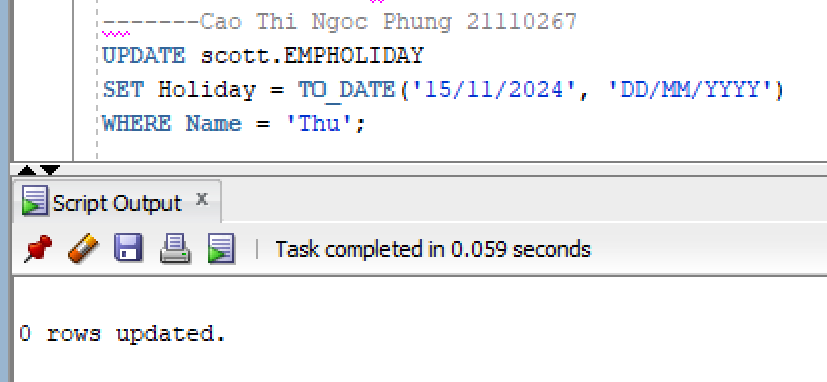 -------Cao Thi Ngoc Phung 21110267
UPDATE scott.EMPHOLIDAY
SET Holiday = TO_DATE('15/11/2024', 'DD/MM/YYYY')
WHERE Name = 'Thu';
Script Output x
Task completed in 0.059 seconds
0 rows updated.